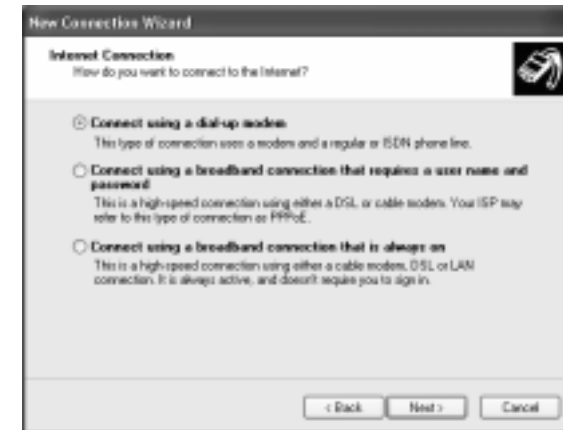 New Connection Wizard
Internet Connection
How do you want to connect to the Internet?
Connect using a dial-up modem
This type of connection uses a modem and a regular or ISDN phone line.
Connect using a broadband connection that requires a user name and
password
This is a high-speed connection using either a DSL or cable modem. Your ISP may
refer to this type of connection as PPPoE.
Connect using a broadband connection that is always on
This is a high-speed connection using either a cable modem, DSL or LAN
connection. It is always active, and doesn't require you to sign in.
< Back
Next >
Cancel